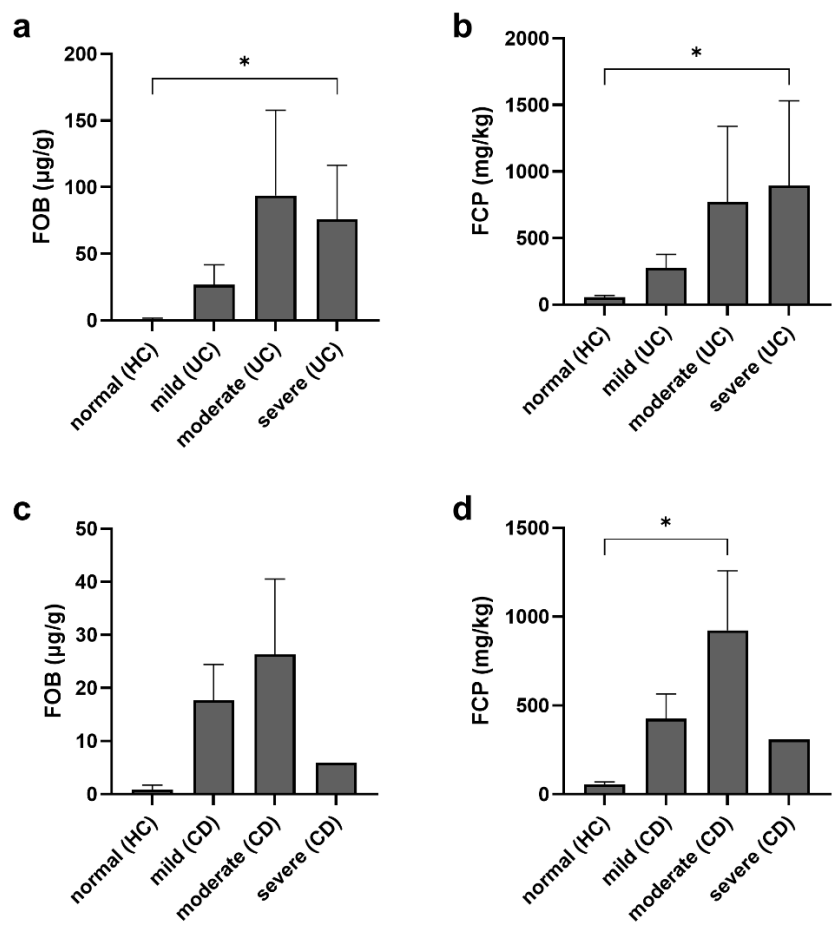 a
FOB (µg/g)
200
150
100
50
0
*
normal (HC)
mild (UC)
moderate (UC)
severe (UC)
b
FCP (mg/kg)
2000
1500
1000
500
0
*
normal (HC)
mild (UC)
moderate (UC)
severe (UC)
c
FOB (µg/g)
50
40
30
20
10
0
normal (HC)
mild (CD)
moderate (CD)
severe (CD)
d
FCP (mg/kg)
1500
1000
500
0
*
normal (HC)
mild (CD)
moderate (CD)
severe (CD)